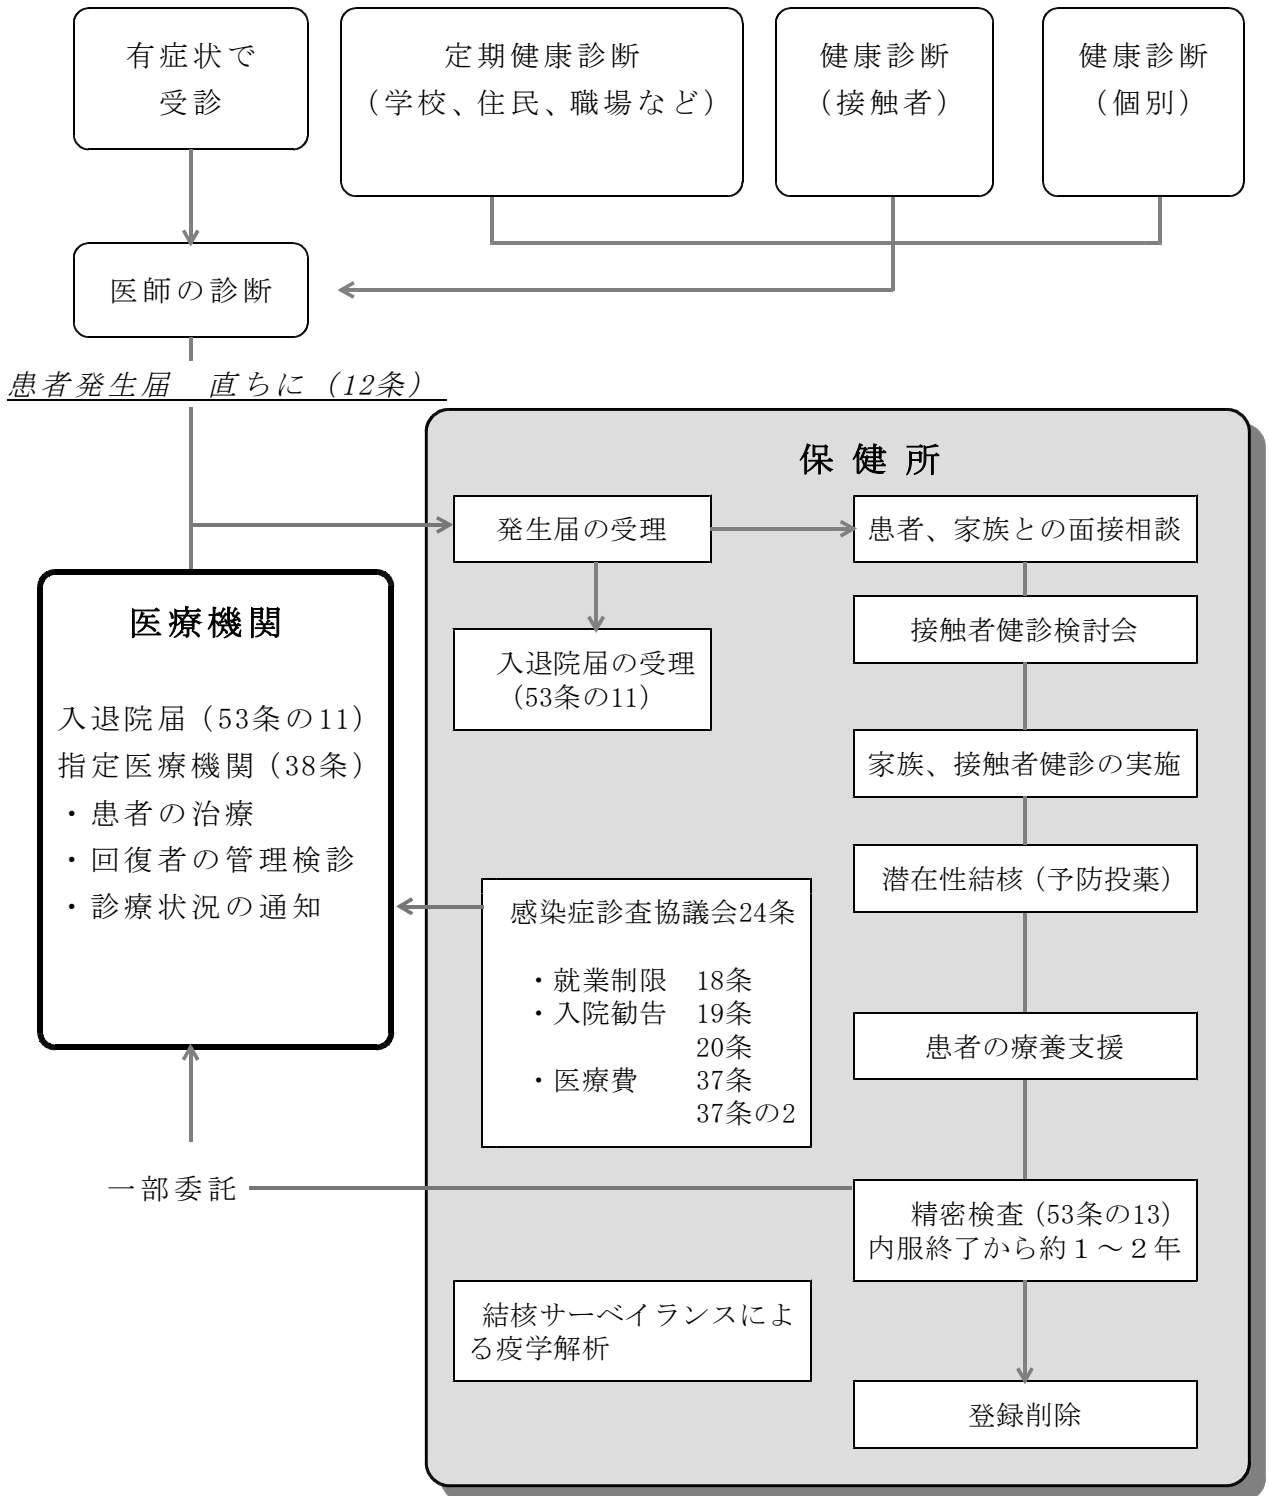 有症状で
受診
定期健康診断
（学校、住民、職場など）
健康診断
（接触者）
健康診断
（個別）
医師の診断
患者発生届　直ちに（12条）
保健所
発生届の受理
患者、家族との面接相談
医療機関
入退院届（53条の11）
指定医療機関（38条）
・患者の治療
・回復者の管理検診
・診療状況の通知
入退院届の受理
（53条の11）
接触者健診検討会
家族、接触者健診の実施
潜在性結核（予防投薬）
感染症診査協議会24条
・就業制限　18条
・入院勧告　19条
20条
・医療費　37条
37条の2
患者の療養支援
一部委託
精密検査（53条の13）
内服終了から約１～２年
結核サーベイランスによ
る疫学解析
登録削除